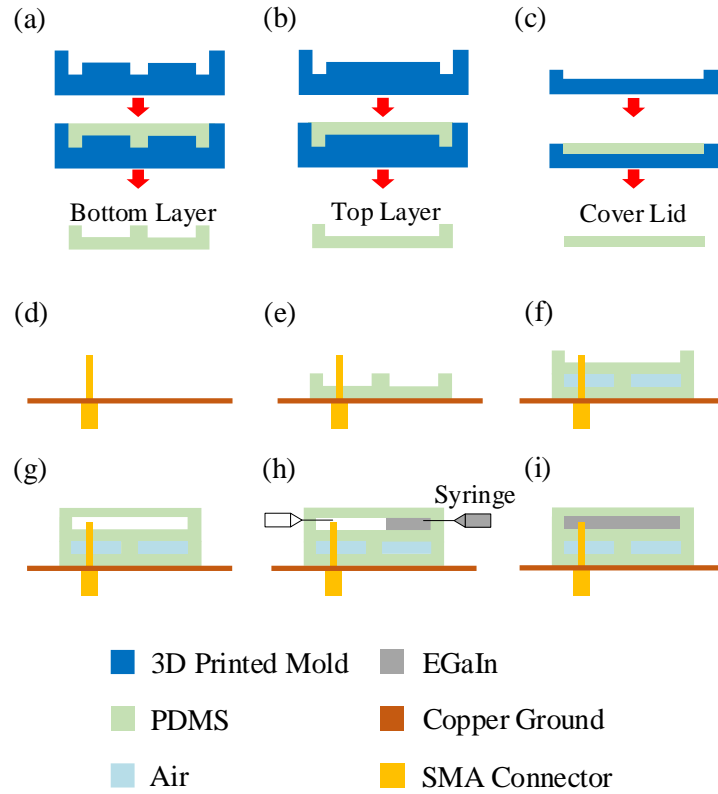 (a)
(b)
(c)
Bottom Layer
Top Layer
Cover Lid
(d)
(e)
(f)
(g)
(h)
(i)
Syringe
3D Printed Mold
EGaIn
PDMS
Copper Ground
Air
SMA Connector